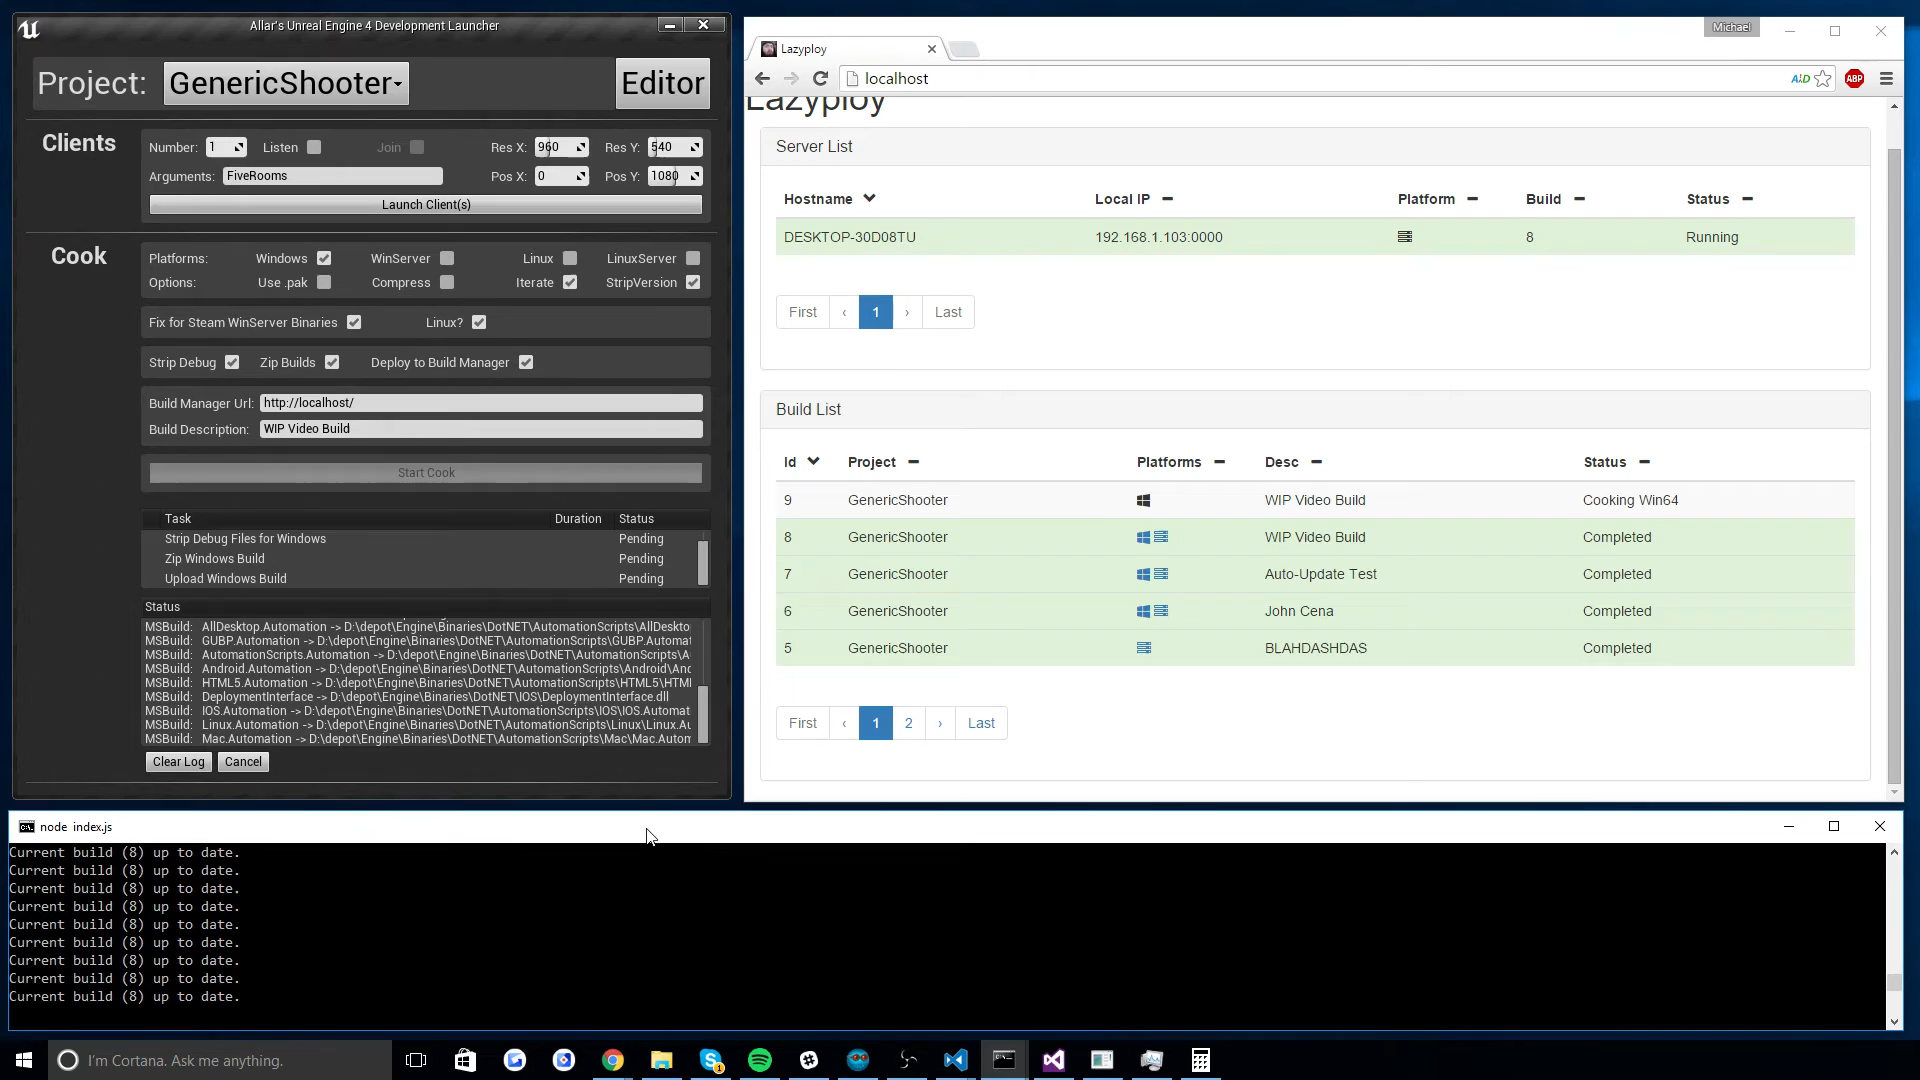 Allar's Unreal Engine 4 Development Launcher
Project: GenericShooter Editor
Clients
Number: 1 Listen Join Res X: 960 Res Y: 540
Arguments: FiveRooms Pos X: 0 Pos Y: 1080
Launch Client(s)
Cook
Platforms: Windows WinServer Linux LinuxServer
Options: Use .pak Compress Iterate StripVersion
Fix for Steam WinServer Binaries Linux?
Strip Debug Zip Builds Deploy to Build Manager
Build Manager Url: http://localhost/
Build Description: WIP Video Build
Start Cook
Task Duration Status
Strip Debug Files for Windows Pending
Zip Windows Build Pending
Upload Windows Build Pending
Status
MSBuild: AllDesktop.Automation -> D:\depot\Engine\Binaries\DotNET\AutomationScripts\AllDeskto
MSBuild: GUBP.Automation -> D:\depot\Engine\Binaries\DotNET\AutomationScripts\GUBP.Automat
MSBuild: AutomationScripts.Automation -> D:\depot\Engine\Binaries\DotNET\AutomationScripts\A
MSBuild: Android.Automation -> D:\depot\Engine\Binaries\DotNET\AutomationScripts\Android\And
MSBuild: HTML5.Automation -> D:\depot\Engine\Binaries\DotNET\AutomationScripts\HTML5\HTMl
MSBuild: DeploymentInterface -> D:\depot\Engine\Binaries\DotNET\IOS\DeploymentInterface.dll
MSBuild: IOS.Automation -> D:\depot\Engine\Binaries\DotNET\AutomationScripts\IOS\IOS.Automat
MSBuild: Linux.Automation -> D:\depot\Engine\Binaries\DotNET\AutomationScripts\Linux\Linux.Au
MSBuild: Mac.Automation -> D:\depot\Engine\Binaries\DotNET\AutomationScripts\Mac\Mac.Autom
Clear Log Cancel
Michael
Lazyploy
localhost
ABP
Lazyploy
Server List
Hostname Local IP Platform Build Status
DESKTOP-30D08TU 192.168.1.103:0000 8 Running
First ‹ 1 › Last
Build List
Id Project Platforms Desc Status
9 GenericShooter WIP Video Build Cooking Win64
8 GenericShooter WIP Video Build Completed
7 GenericShooter Auto-Update Test Completed
6 GenericShooter John Cena Completed
5 GenericShooter BLAHDASHDAS Completed
First ‹ 1 2 › Last
node index.js
Current build (8) up to date.
Current build (8) up to date.
Current build (8) up to date.
Current build (8) up to date.
Current build (8) up to date.
Current build (8) up to date.
Current build (8) up to date.
Current build (8) up to date.
Current build (8) up to date.
I'm Cortana. Ask me anything.